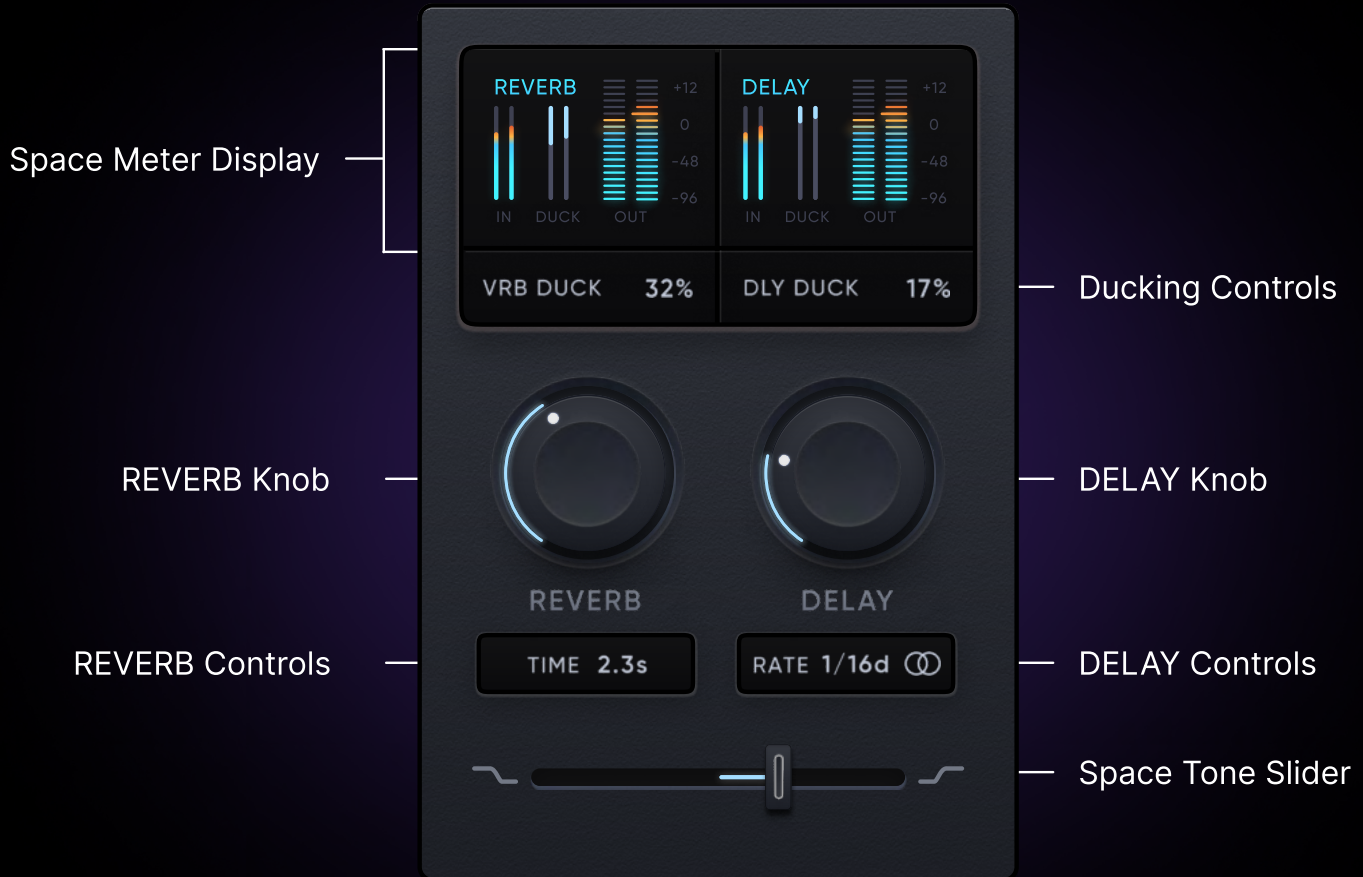 REVERB
+12
0
-48
-96
IN DUCK OUT
DELAY
+12
0
-48
-96
IN DUCK OUT
Space Meter Display
VRB DUCK 32%
DLY DUCK 17%
Ducking Controls
REVERB Knob
DELAY Knob
REVERB
DELAY
REVERB Controls
TIME 2.3s
RATE 1/16d
DELAY Controls
Space Tone Slider